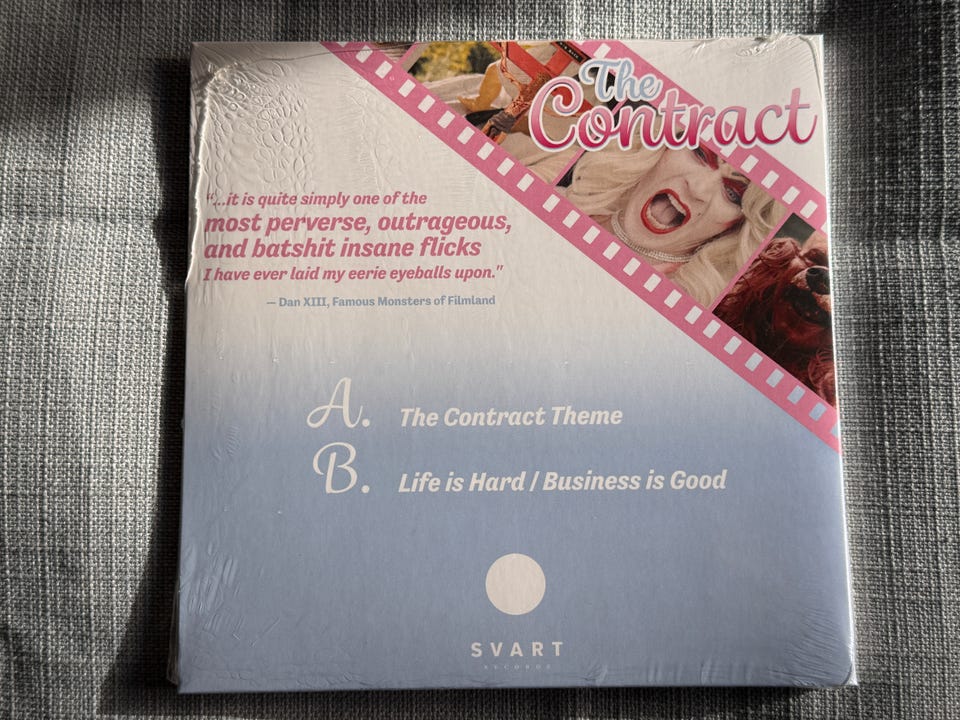 The
Contract
"...it is quite simply one of the
most perverse, outrageous,
and batshit insane flicks
I have ever laid my eerie eyeballs upon."
— Dan XIII, Famous Monsters of Filmland
A. The Contract Theme
B. Life is Hard / Business is Good
SVART
RECORDS